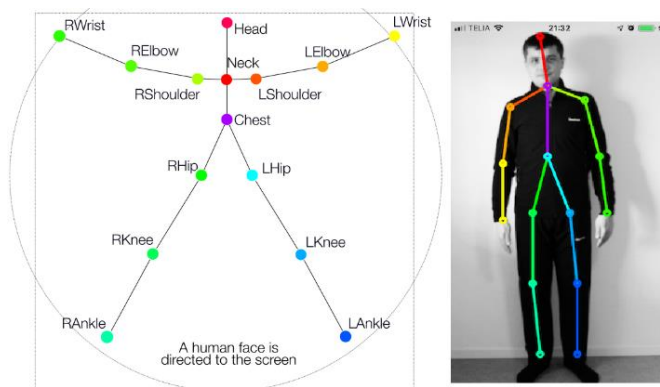 RWrist
Head
LWrist
RElbow
Neck
LElbow
RShoulder
LShoulder
Chest
RHip
LHip
RKnee
LKnee
RAnkle
LAnkle
A human face is
directed to the screen
TELIA
21:32